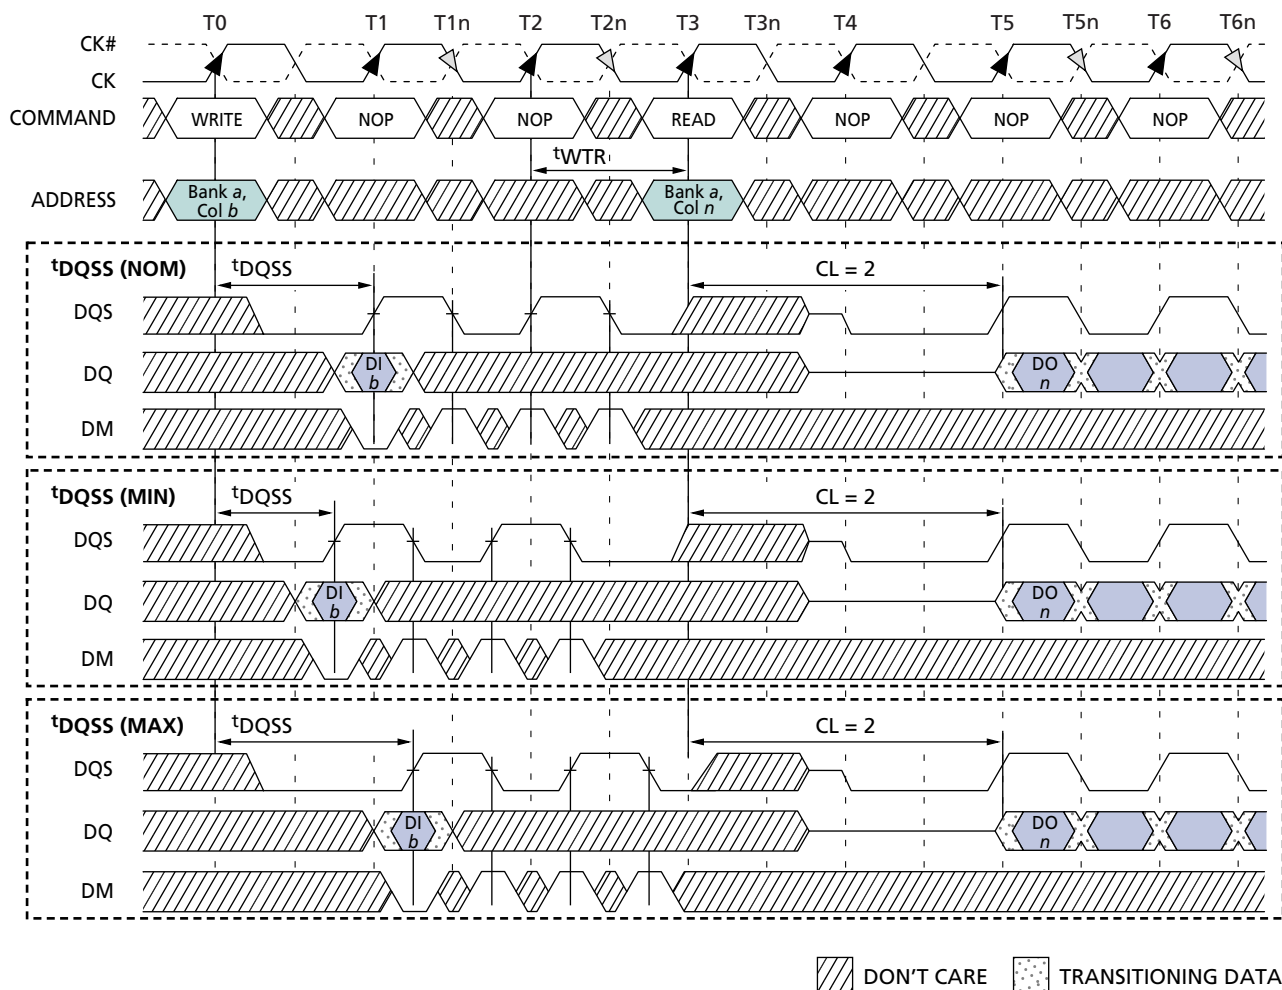 T0 T1 T1n T2 T2n T3 T3n T4 T5 T5n T6 T6n
CK#
CK
COMMAND WRITE NOP NOP READ NOP NOP NOP
tWTR
ADDRESS Bank a, Col b Bank a, Col n
tDQSS (NOM) tDQSS CL = 2
DQS
DQ DI b DO n
DM
tDQSS (MIN) tDQSS CL = 2
DQS
DQ DI b DO n
DM
tDQSS (MAX) tDQSS CL = 2
DQS
DQ DI b DO n
DM
DON'T CARE TRANSITIONING DATA